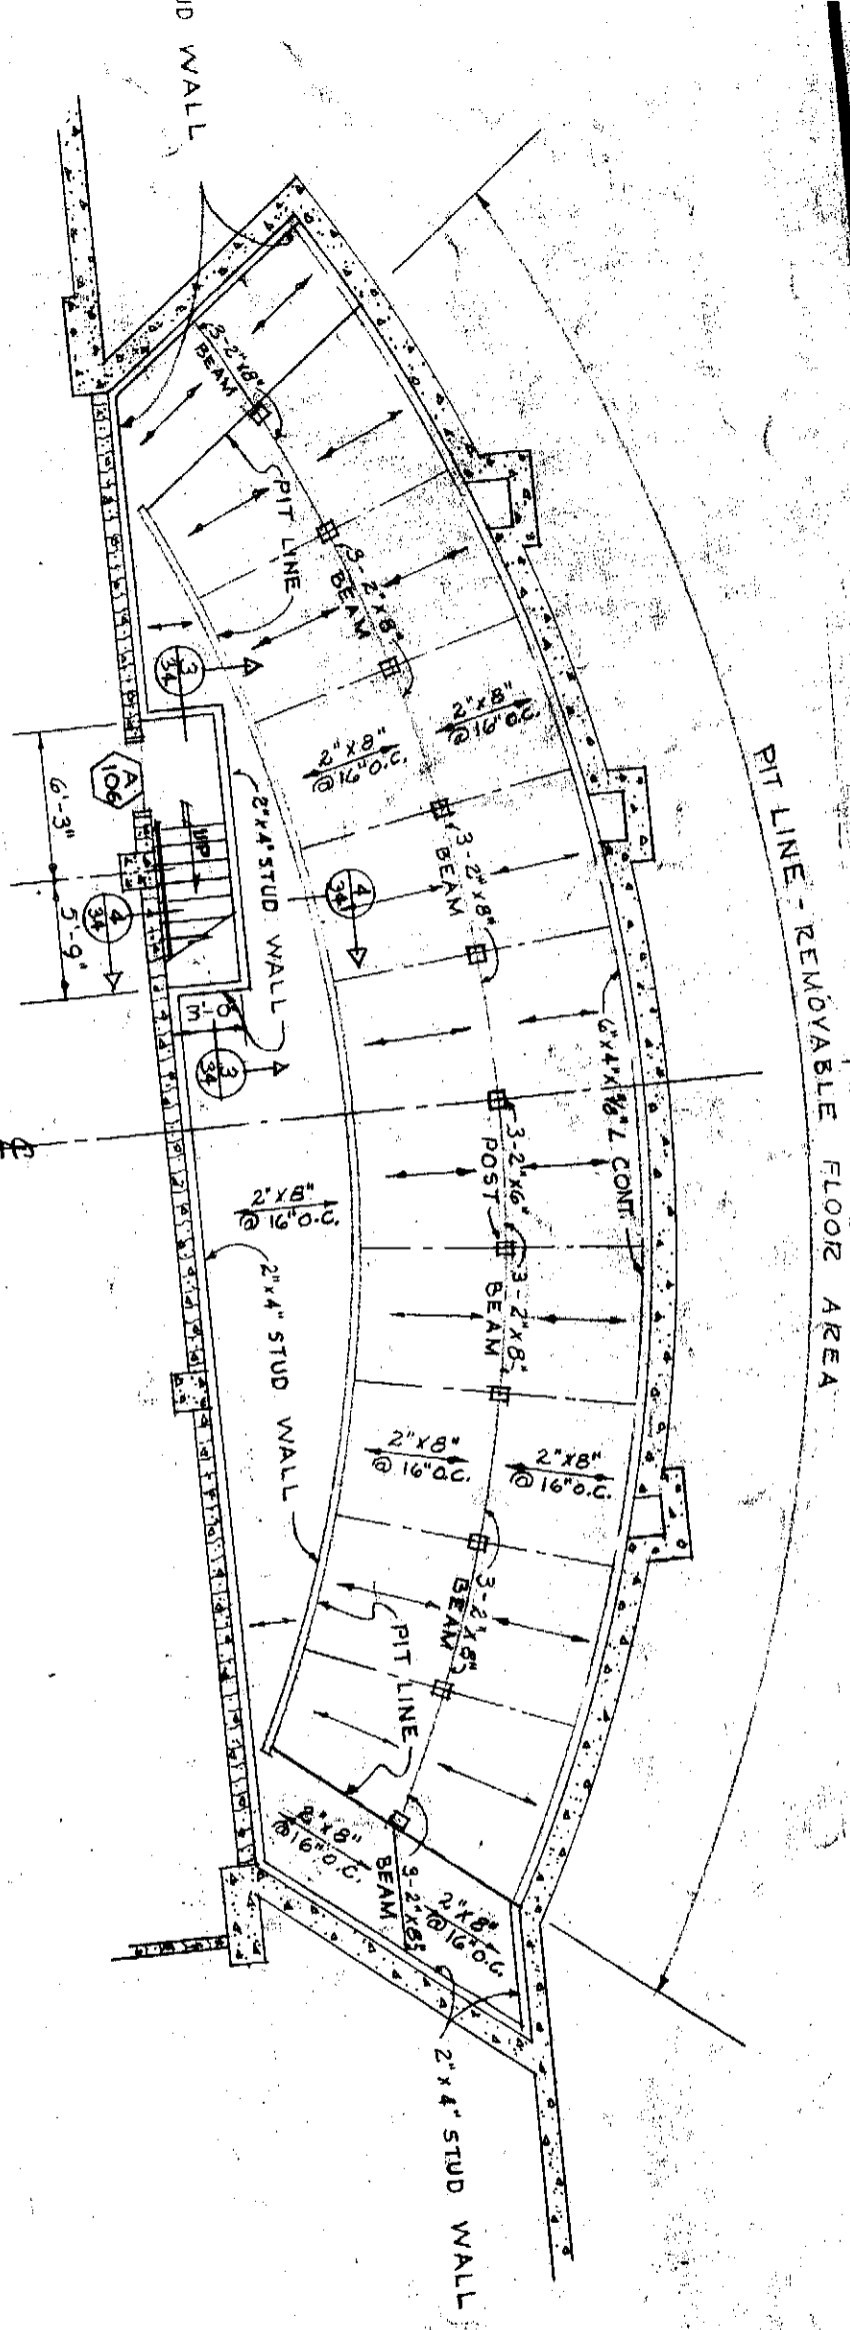 WALL
3-2"x8"
BEAM
PIT LINE
3-2"x8"
BEAM
2"x8"
@ 16"O.C.
2"x8"
@ 16"O.C.
3
34
A
106
6'-3"
5'-9"
UP
4
34
2"x4" STUD WALL
4
34
3-2"x8"
BEAM
6"x4"x L CONT.
3
34
PIT LINE - REMOVABLE FLOOR AREA
3-2"x6"
POST
3-2"x8"
BEAM
2"x8"
@ 16"O.C.
2"x4" STUD WALL
2"x8"
@ 16"O.C.
2"x8"
@ 16"O.C.
3-2"x8"
BEAM
PIT LINE
2"x8"
@ 16"O.C.
3-2"x8"
BEAM
2"x8"
@ 16"O.C.
2"x4" STUD WALL